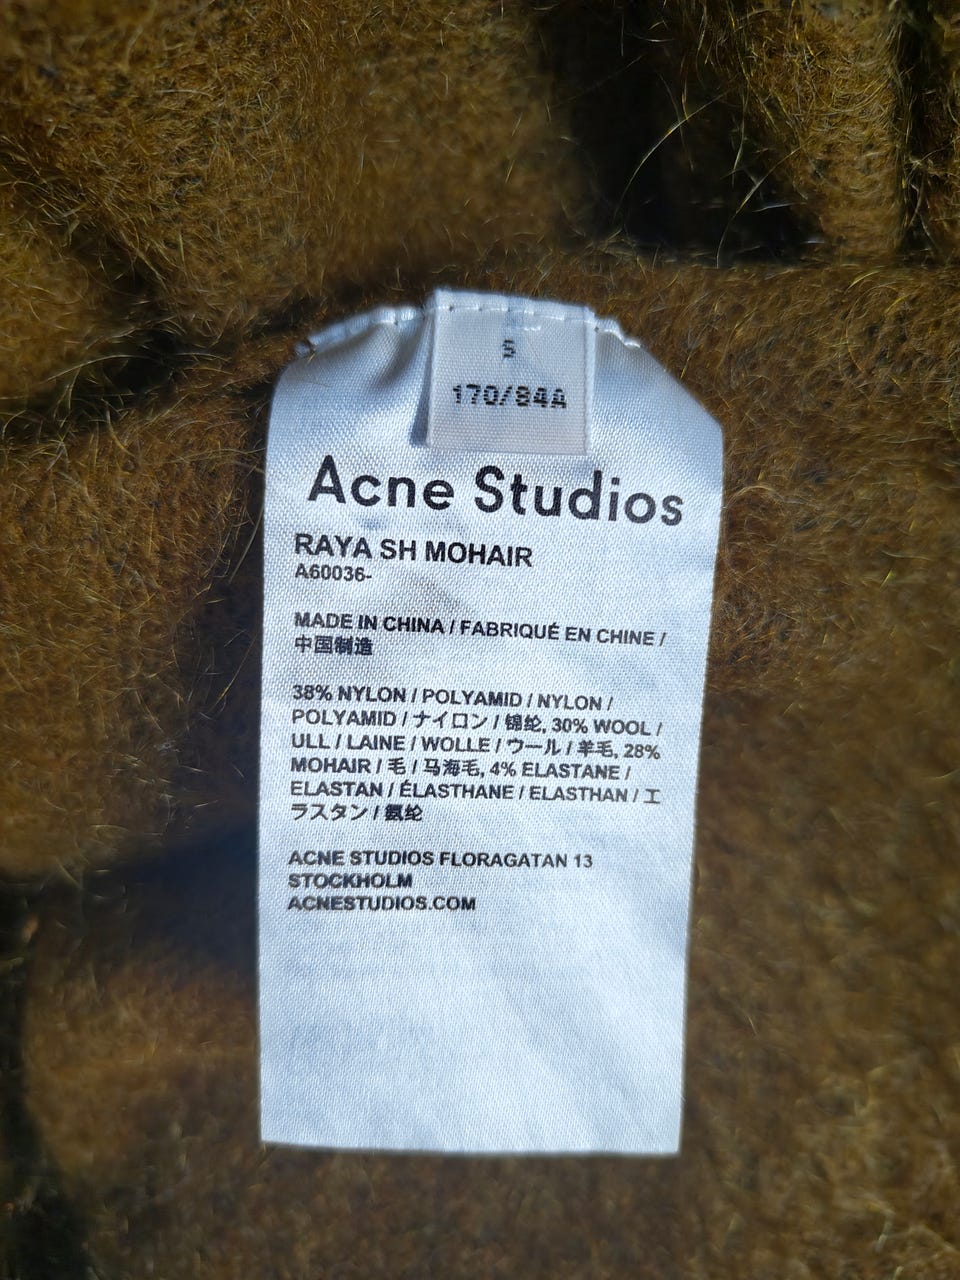 S
170/84A
Acne Studios
RAYA SH MOHAIR
A60036-
MADE IN CHINA / FABRIQUÉ EN CHINE /
中国制造
38% NYLON / POLYAMID / NYLON /
POLYAMID / ナイロン / 锦纶, 30% WOOL /
ULL / LAINE / WOLLE / ウール / 羊毛, 28%
MOHAIR / 毛 / 马海毛, 4% ELASTANE /
ELASTAN / ÉLASTHANE / ELASTHAN / エ
ラスタン / 氨纶
ACNE STUDIOS FLORAGATAN 13
STOCKHOLM
ACNESTUDIOS.COM